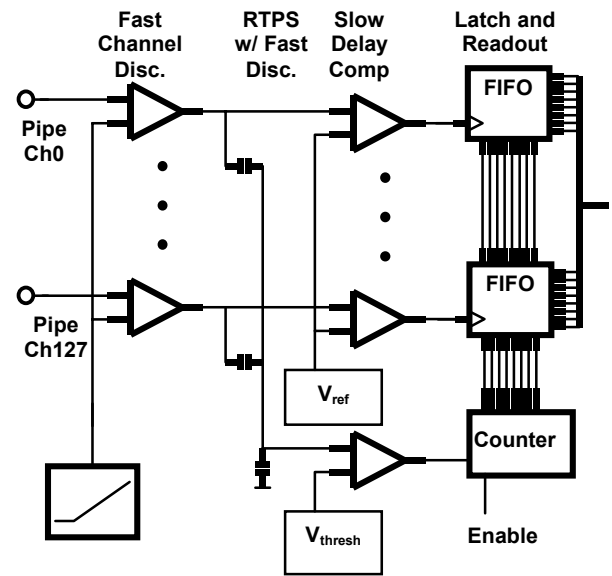 Fast
Channel
Disc.
RTPS
w/ Fast
Disc.
Slow
Delay
Comp
Latch and
Readout
FIFO
Pipe
Ch0
FIFO
Pipe
Ch127
Vref
Counter
Vthresh
Enable